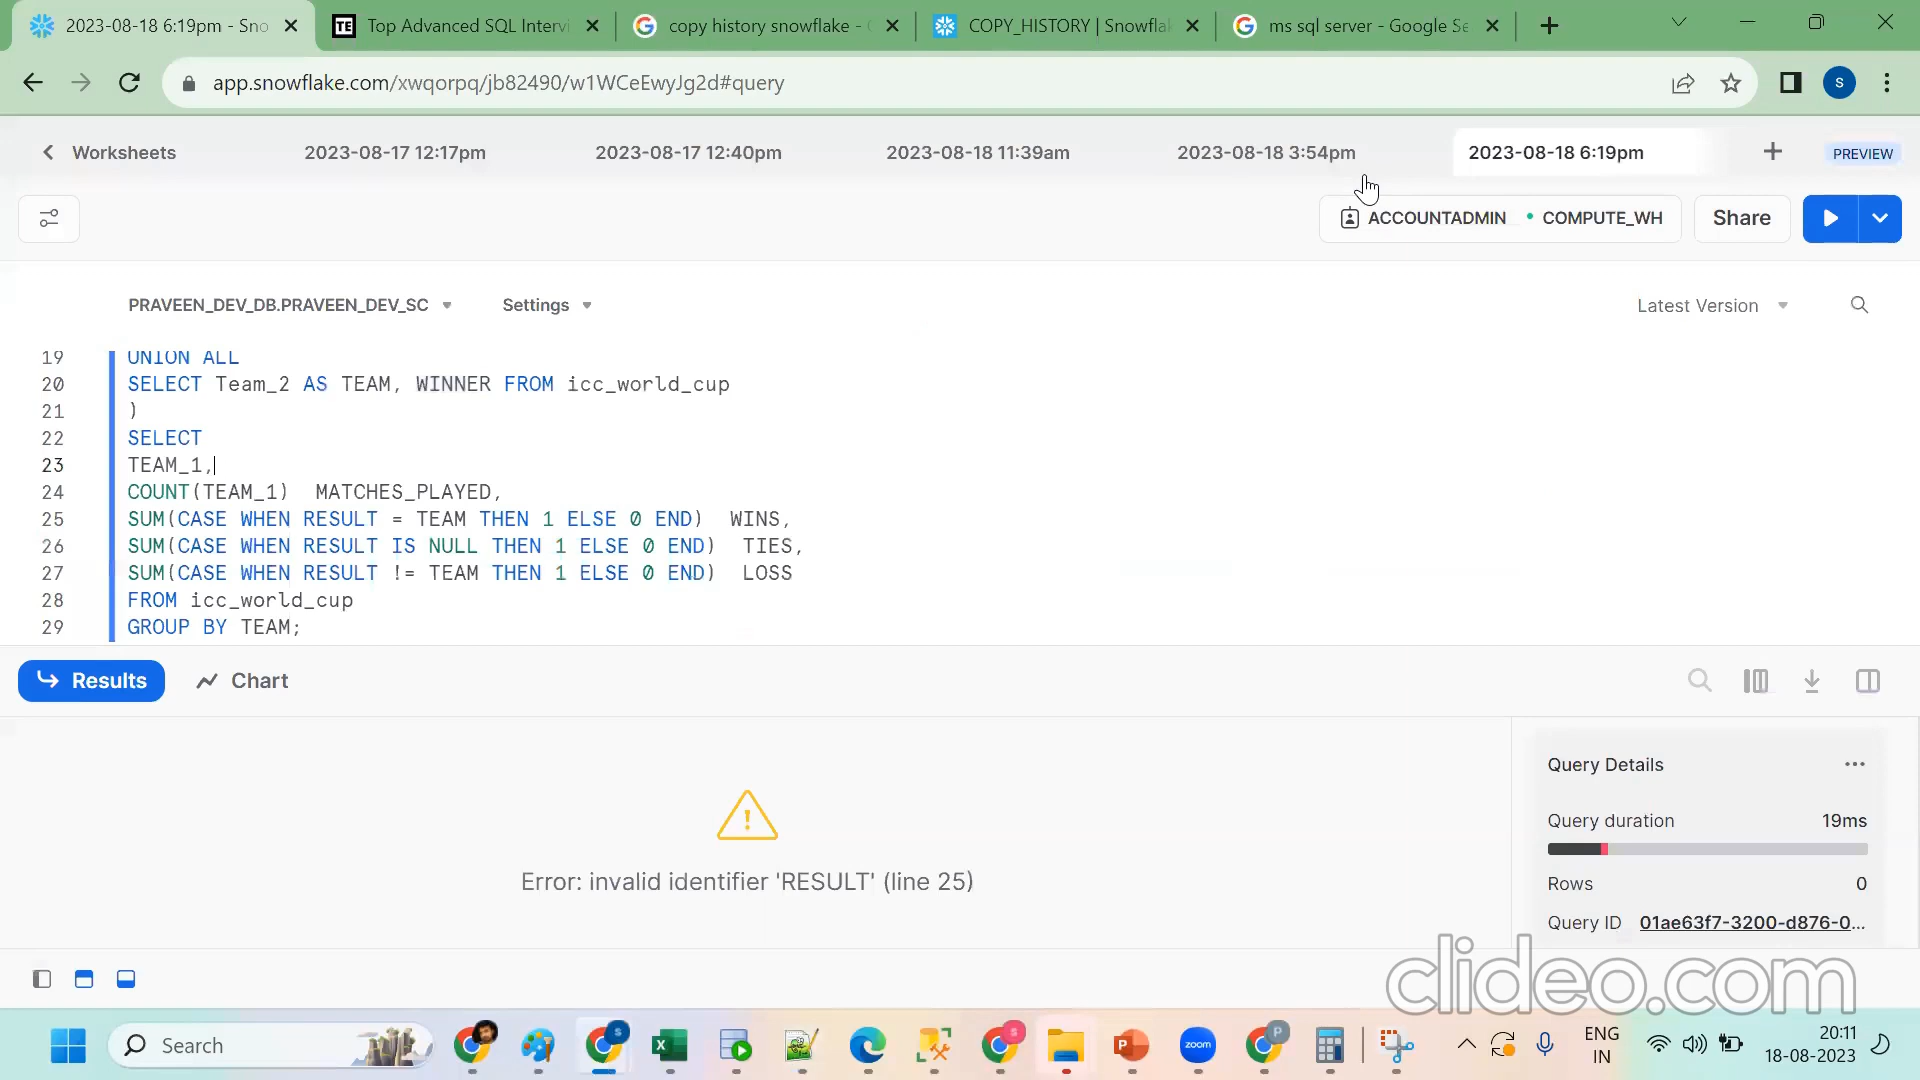 2023-08-18 6:19pm - Sno
Top Advanced SQL Intervi
copy history snowflake -
COPY_HISTORY | Snowflak
ms sql server - Google Se
app.snowflake.com/xwqorpq/jb82490/w1WCeEwyJg2d#query
S
Worksheets
2023-08-17 12:17pm
2023-08-17 12:40pm
2023-08-18 11:39am
2023-08-18 3:54pm
2023-08-18 6:19pm
PREVIEW
ACCOUNTADMIN
COMPUTE_WH
Share
PRAVEEN_DEV_DB.PRAVEEN_DEV_SC
Settings
Latest Version
19 UNION ALL
20 SELECT Team_2 AS TEAM, WINNER FROM icc_world_cup
21 )
22 SELECT
23 TEAM_1,
24 COUNT(TEAM_1)  MATCHES_PLAYED,
25 SUM(CASE WHEN RESULT = TEAM THEN 1 ELSE 0 END)  WINS,
26 SUM(CASE WHEN RESULT IS NULL THEN 1 ELSE 0 END)  TIES,
27 SUM(CASE WHEN RESULT != TEAM THEN 1 ELSE 0 END)  LOSS
28 FROM icc_world_cup
29 GROUP BY TEAM;
Results
Chart
Query Details
Query duration 19ms
Error: invalid identifier 'RESULT' (line 25)
Rows 0
Query ID 01ae63f7-3200-d876-0...
clideo.com
Search
zoom
ENG
IN
20:11
18-08-2023